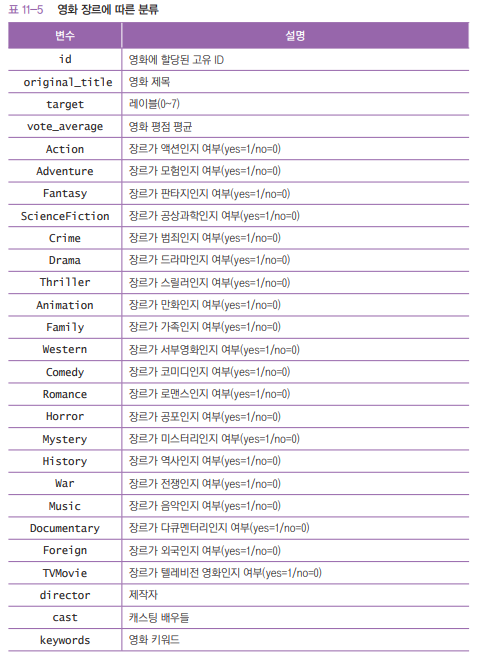 표 11-5 영화 장르에 따른 분류
변수 설명
id 영화에 할당된 고유 ID
original_title 영화 제목
target 레이블(0~7)
vote_average 영화 평점 평균
Action 장르가 액션인지 여부(yes=1/no=0)
Adventure 장르가 모험인지 여부(yes=1/no=0)
Fantasy 장르가 판타지인지 여부(yes=1/no=0)
ScienceFiction 장르가 공상과학인지 여부(yes=1/no=0)
Crime 장르가 범죄인지 여부(yes=1/no=0)
Drama 장르가 드라마인지 여부(yes=1/no=0)
Thriller 장르가 스릴러인지 여부(yes=1/no=0)
Animation 장르가 만화인지 여부(yes=1/no=0)
Family 장르가 가족인지 여부(yes=1/no=0)
Western 장르가 서부영화인지 여부(yes=1/no=0)
Comedy 장르가 코미디인지 여부(yes=1/no=0)
Romance 장르가 로맨스인지 여부(yes=1/no=0)
Horror 장르가 공포인지 여부(yes=1/no=0)
Mystery 장르가 미스터리인지 여부(yes=1/no=0)
History 장르가 역사인지 여부(yes=1/no=0)
War 장르가 전쟁인지 여부(yes=1/no=0)
Music 장르가 음악인지 여부(yes=1/no=0)
Documentary 장르가 다큐멘터리인지 여부(yes=1/no=0)
Foreign 장르가 외국인지 여부(yes=1/no=0)
TVMovie 장르가 텔레비전 영화인지 여부(yes=1/no=0)
director 제작자
cast 캐스팅 배우들
keywords 영화 키워드